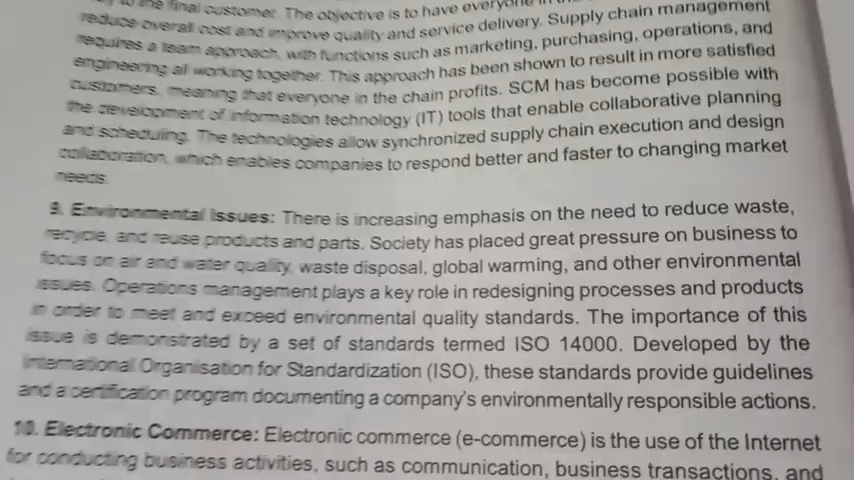 to the final customer. The objective is to have everyone in the
reduce overall cost and improve quality and service delivery. Supply chain management
requires a team approach, with functions such as marketing, purchasing, operations, and
engineering all working together. This approach has been shown to result in more satisfied
customers, meaning that everyone in the chain profits. SCM has become possible with
the development of information technology (IT) tools that enable collaborative planning
and scheduling. The technologies allow synchronized supply chain execution and design
collaboration, which enables companies to respond better and faster to changing market
needs.
9. Environmental Issues: There is increasing emphasis on the need to reduce waste,
recycle, and reuse products and parts. Society has placed great pressure on business to
focus on air and water quality, waste disposal, global warming, and other environmental
issues. Operations management plays a key role in redesigning processes and products
in order to meet and exceed environmental quality standards. The importance of this
issue is demonstrated by a set of standards termed ISO 14000. Developed by the
International Organisation for Standardization (ISO), these standards provide guidelines
and a certification program documenting a company's environmentally responsible actions.
10. Electronic Commerce: Electronic commerce (e-commerce) is the use of the Internet
for conducting business activities, such as communication, business transactions, and